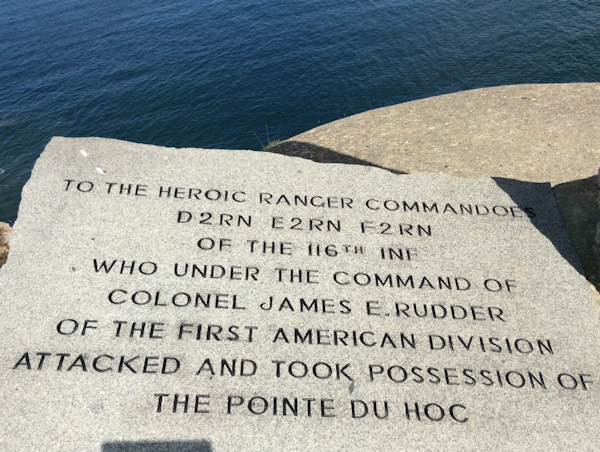 TO THE HEROIC RANGER COMMANDOES
D2RN E2RN F2RN
OF THE 116TH INF
WHO UNDER THE COMMAND OF
COLONEL JAMES E. RUDDER
OF THE FIRST AMERICAN DIVISION
ATTACKED AND TOOK POSSESSION OF
THE POINTE DU HOC